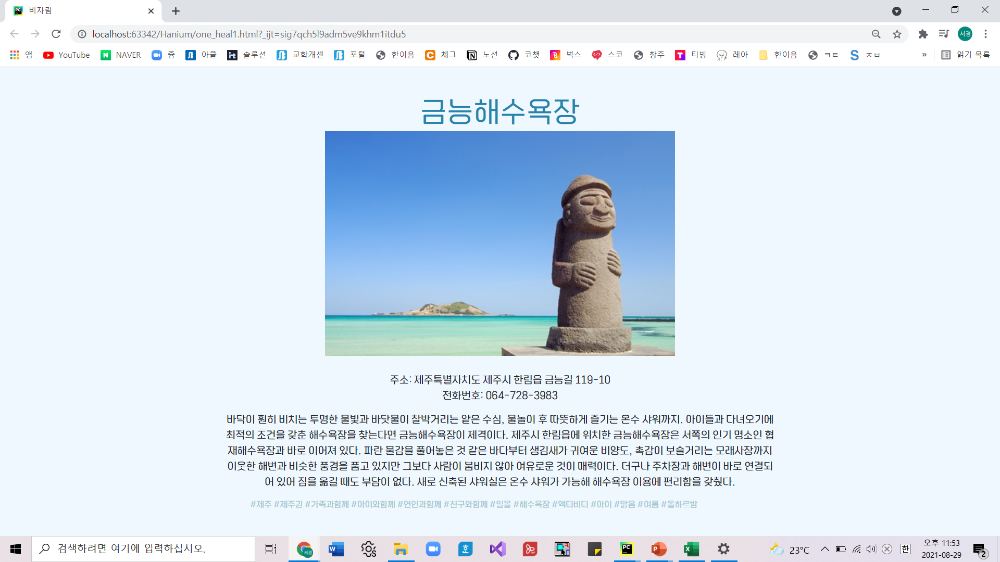 비자림
localhost:63342/Hanium/one_heal1.html?_ijt=sig7qch5l9adm5ve9khm1itdu5
서경
앱 YouTube NAVER 줌 아클 솔루션 교학개센 포털 한이음 체그 노션 코챗 벅스 스코 창주 티빙 레아 한이음 ㅋㅌ ㅈㅂ » 읽기 목록
금능해수욕장
주소: 제주특별자치도 제주시 한림읍 금능길 119-10
전화번호: 064-728-3983
바닥이 훤히 비치는 투명한 물빛과 바닷물이 찰박거리는 얕은 수심, 물놀이 후 따뜻하게 즐기는 온수 샤워까지. 아이들과 다녀오기에
최적의 조건을 갖춘 해수욕장을 찾는다면 금능해수욕장이 제격이다. 제주시 한림읍에 위치한 금능해수욕장은 서쪽의 인기 명소인 협
재해수욕장과 바로 이어져 있다. 파란 물감을 풀어놓은 것 같은 바다부터 생김새가 귀여운 비양도, 촉감이 보슬거리는 모래사장까지
이웃한 해변과 비슷한 풍경을 품고 있지만 그보다 사람이 붐비지 않아 여유로운 것이 매력이다. 더구나 주차장과 해변이 바로 연결되
어 있어 짐을 옮길 때도 부담이 없다. 새로 신축된 샤워실은 온수 샤워가 가능해 해수욕장 이용에 편리함을 갖췄다.
#제주 #제주권 #가족과함께 #아이와함께 #연인과함께 #친구와함께 #일몰 #해수욕장 #액티비티 #아이 #맑음 #여름 #돌하르방
검색하려면 여기에 입력하십시오.
23°C
한
오후 11:53
2021-08-29
2